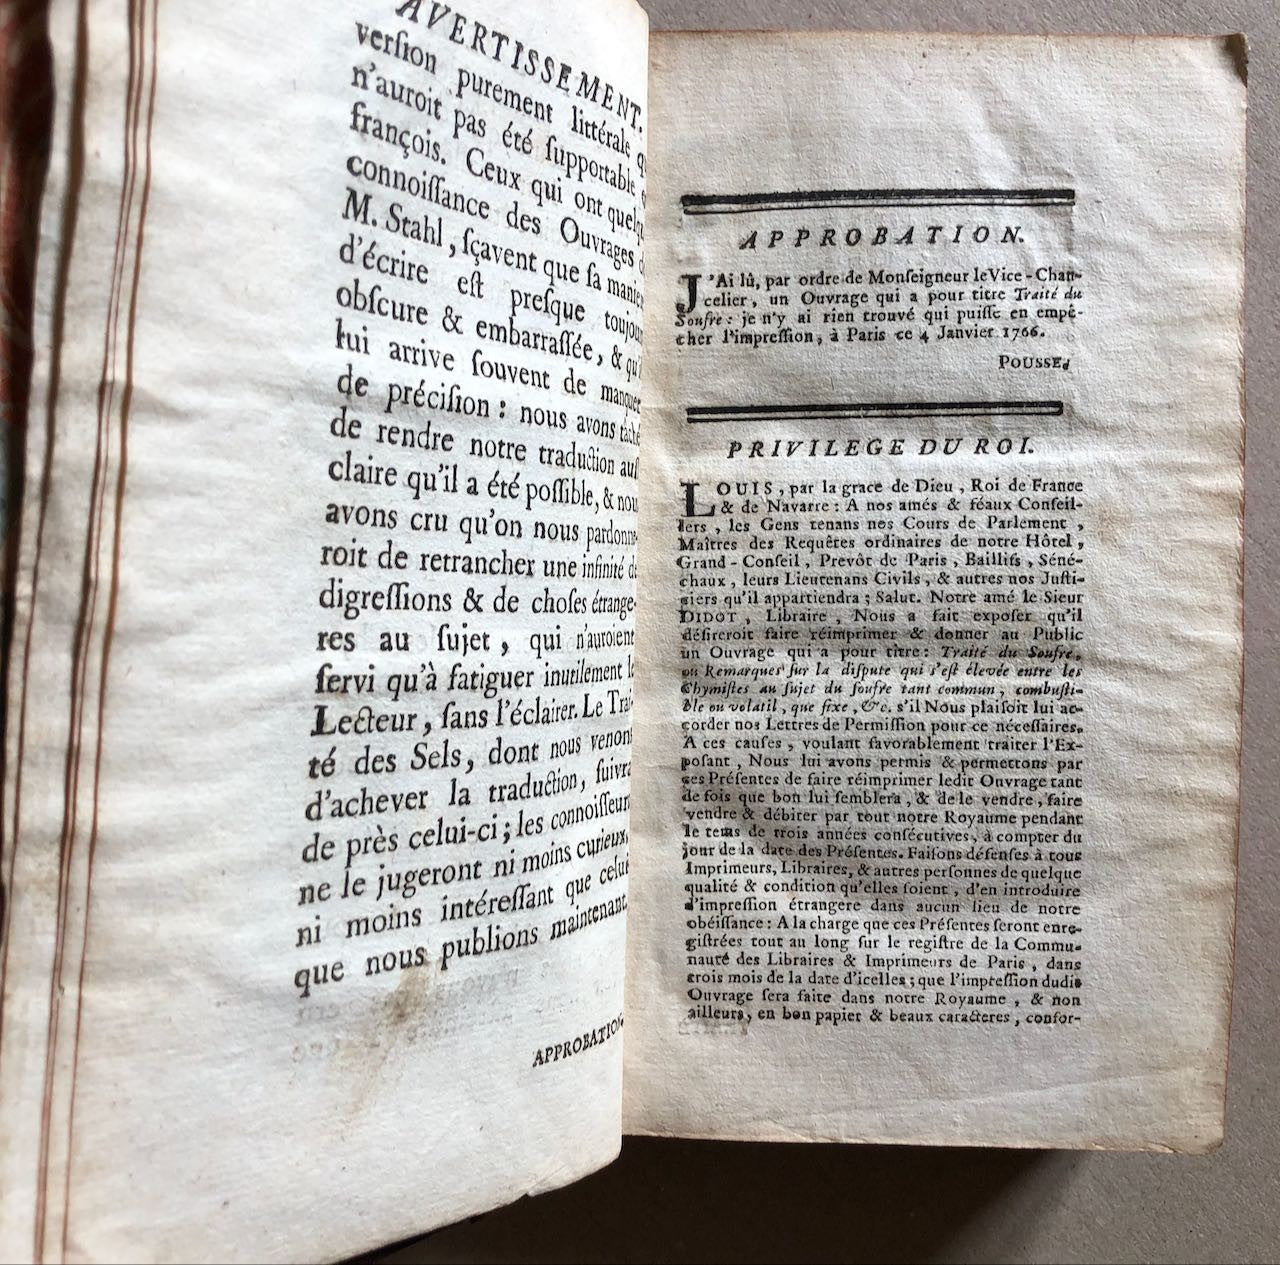 AVERTISSEMENT.
verſion purement littérale
n'auroit pas été ſupportable
françois. Ceux qui ont quelqu
connoiſſance des Ouvrages d
M. Stahl, ſçavent que ſa manier
d'écrire eſt preſque toujour
obſcure & embarraſſée, & qu'il
lui arrive ſouvent de manquer
de préciſion : nous avons tâché
de rendre notre traduction auſ
claire qu'il a été poſſible, & nou
avons cru qu'on nous pardonne-
roit de retrancher une infinité d
digreſſions & de choſes étrange-
res au ſujet, qui n'auroient
ſervi qu'à fatiguer inutilement le
Lecteur, ſans l'éclairer. Le Trai-
té des Sels, dont nous venons
d'achever la traduction, ſuivra
de près celui-ci ; les connoiſſeurs
ne le jugeront ni moins curieux,
ni moins intéreſſant que celui
que nous publions maintenant.
APPROBATION.
APPROBATION.
J'Ai lû, par ordre de Monſeigneur le Vice-Chan-
celier, un Ouvrage qui a pour titre Traité du
Soufre : je n'y ai rien trouvé qui puiſſe en empê-
cher l'impreſſion, à Paris ce 4 Janvier 1766.
POUSSE,
PRIVILEGE DU ROI.
LOUIS, par la grace de Dieu, Roi de France
& de Navarre : A nos amés & féaux Conſeil-
lers, les Gens tenans nos Cours de Parlement,
Maîtres des Requêtes ordinaires de notre Hôtel,
Grand-Conſeil, Prevôt de Paris, Baillifs, Séné-
chaux, leurs Lieutenans Civils, & autres nos Juſti-
ciers qu'il appartiendra ; Salut. Notre amé le Sieur
DIDOT, Libraire, Nous a fait expoſer qu'il
déſireroit faire réimprimer & donner au Public
un Ouvrage qui a pour titre : Traité du Soufre,
ou Remarques ſur la diſpute qui s'eſt élevée entre les
Chymiſtes au ſujet du ſoufre tant commun, combuſti-
ble ou volatil, que fixe, &c. s'il Nous plaiſoit lui ac-
corder nos Lettres de Permiſſion pour ce néceſſaires.
A ces cauſes, voulant favorablement traiter l'Ex-
poſant, Nous lui avons permis & permettons par
ces Préſentes de faire réimprimer ledit Ouvrage tant
de fois que bon lui ſemblera, & de le vendre, faire
vendre & débiter par tout notre Royaume pendant
le tems de trois années conſécutives, à compter du
jour de la date des Préſentes. Faiſons défenſes à tous
Imprimeurs, Libraires, & autres perſonnes de quelque
qualité & condition qu'elles ſoient, d'en introduire
d'impreſſion étrangere dans aucun lieu de notre
obéiſſance : A la charge que ces Préſentes ſeront enre-
giſtrées tout au long ſur le regiſtre de la Commu-
nauté des Libraires & Imprimeurs de Paris, dans
trois mois de la date d'icelles ; que l'impreſſion dudit
Ouvrage ſera faite dans notre Royaume, & non
ailleurs, en bon papier & beaux caracteres, confor-